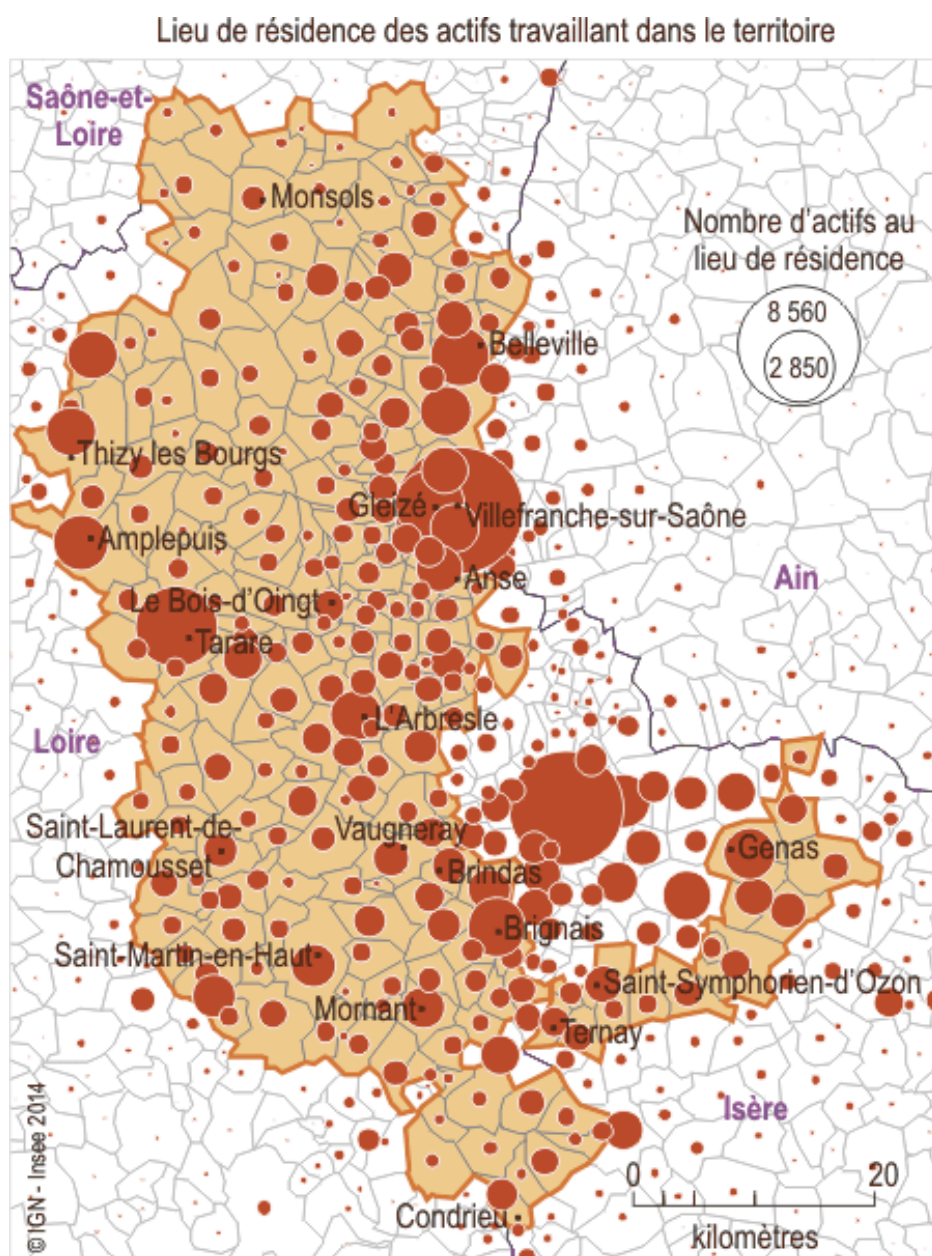 Lieu de résidence des actifs travaillant dans le territoire
Saône-et-
Loire
Monsols
Nombre d'actifs au
lieu de résidence
8 560
2 850
Belleville
Thizy les Bourgs
Gleizé
Villefranche-sur-Saône
Amplepuis
Anse
Ain
Le Bois-d'Oingt
Tarare
L'Arbresle
Loire
Saint-Laurent-de-
Chamousset
Vaugneray
Genas
Brindas
Brignais
Saint-Martin-en-Haut
Saint-Symphorien-d'Ozon
Mornant
Ternay
Isère
0 20
kilomètres
Condrieu
© IGN - Insee 2014